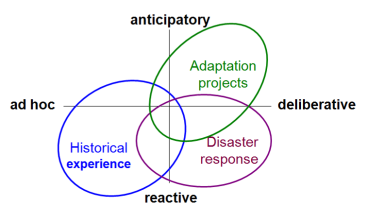 anticipatory
Adaptation
projects
ad hoc
deliberative
Historical
experience
Disaster
response
reactive